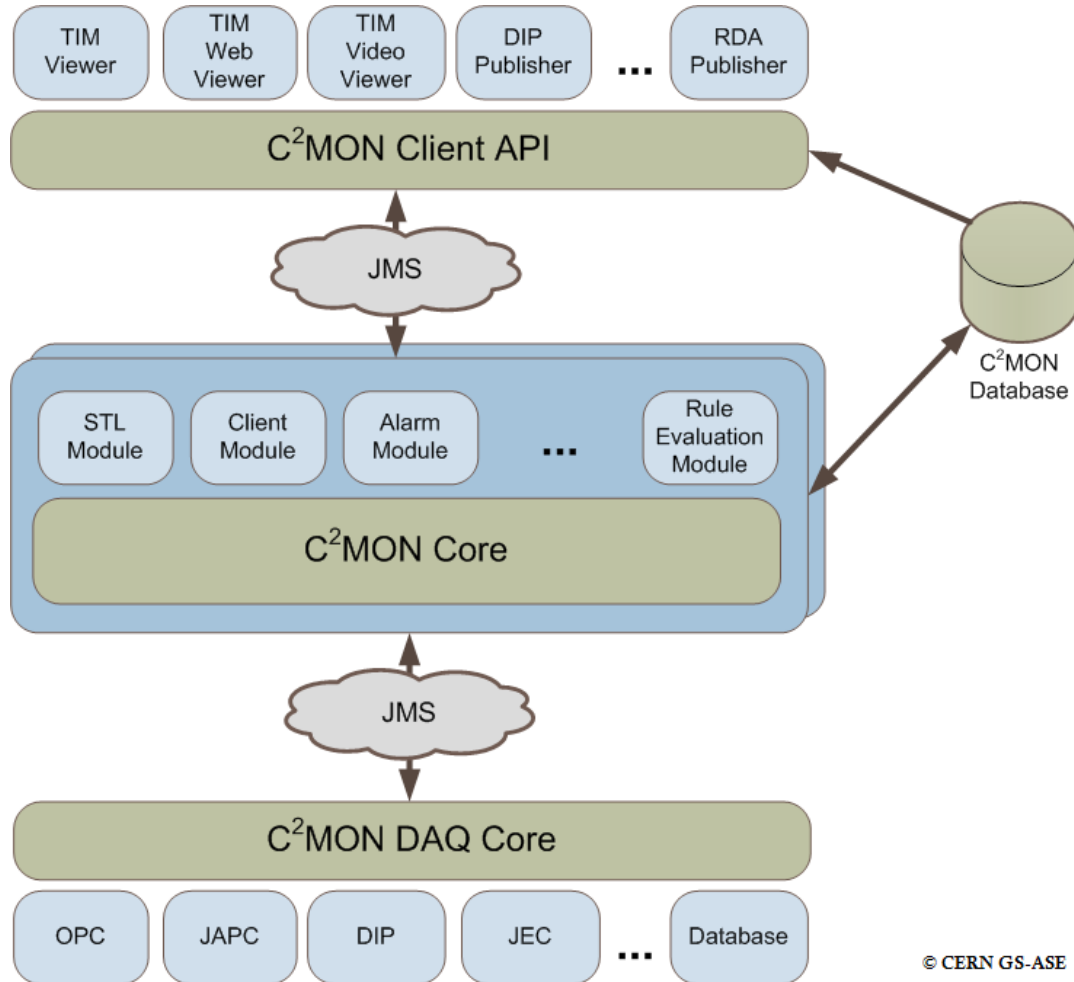 TIM
Viewer
TIM
Web
Viewer
TIM
Video
Viewer
DIP
Publisher
...
RDA
Publisher
C²MON Client API
JMS
C²MON
Database
STL
Module
Client
Module
Alarm
Module
...
Rule
Evaluation
Module
C²MON Core
JMS
C²MON DAQ Core
OPC
JAPC
DIP
JEC
...
Database
© CERN GS-ASE